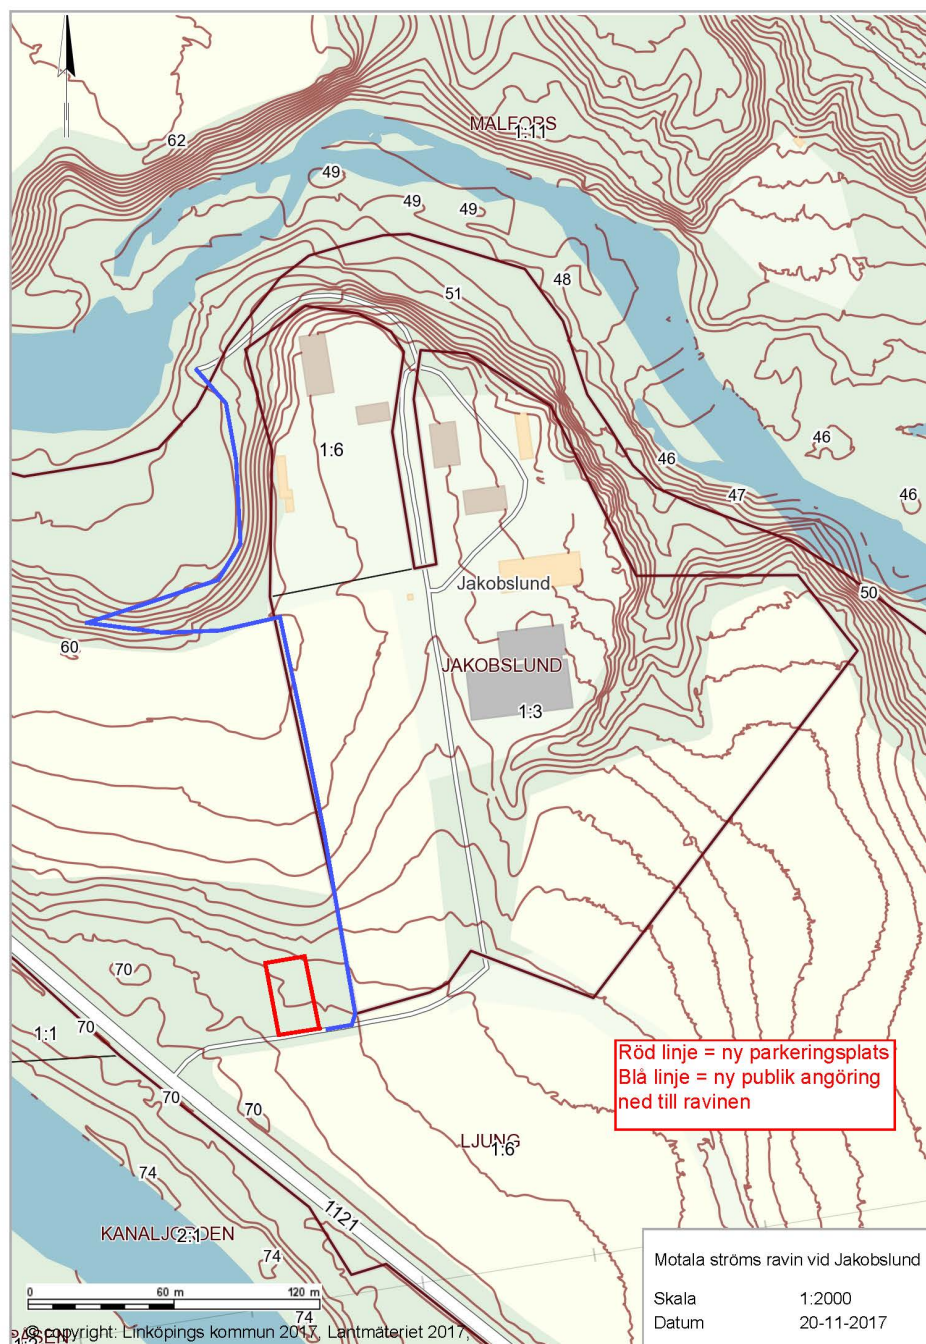 62
MALFORS
1:11
49
49
49
48
51
1:6
46
46
47
46
Jakobslund
50
60
JAKOBSLUND
1:3
70
1:1
70
70
70
Röd linje = ny parkeringsplats
Blå linje = ny publik angöring
ned till ravinen
LJUNG
1:6
74
1121
2:1
74
Motala ströms ravin vid Jakobslund
Skala 1:2000
Datum 20-11-2017
0 60 m 120 m
74
© copyright: Linköpings kommun 2017, Lantmäteriet 2017,